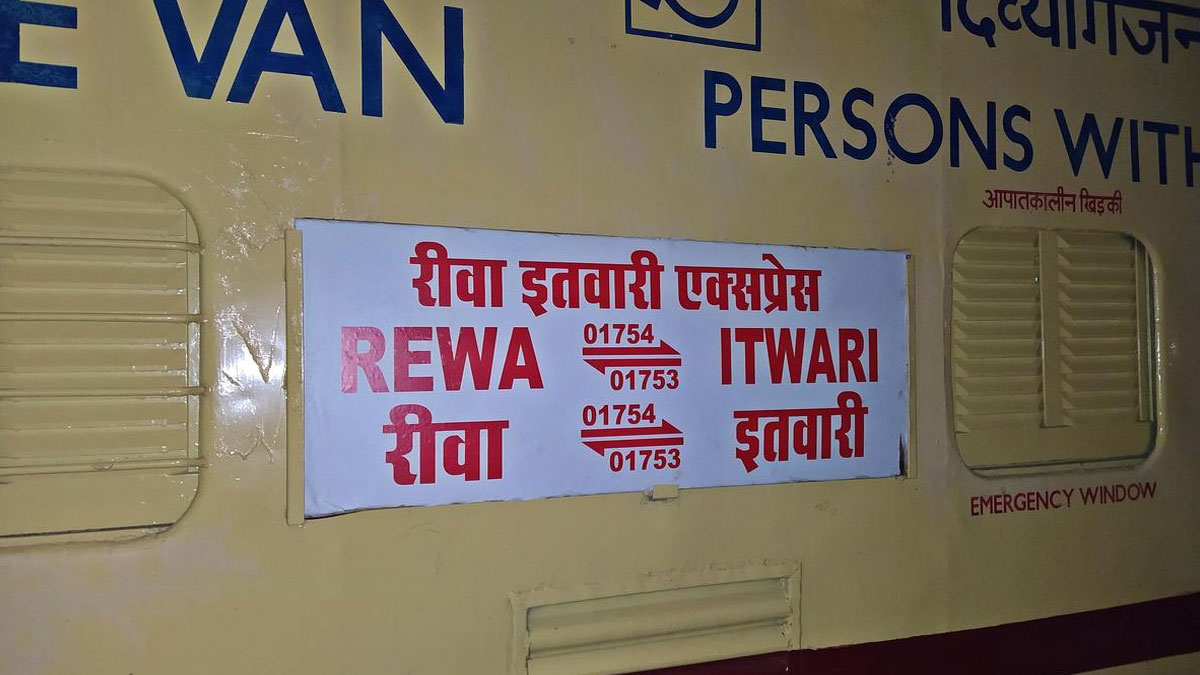 E VAN
दिव्यांगजन
PERSONS WITH
आपातकालीन खिड़की
रीवा इतवारी एक्सप्रेस
REWA 01754 ITWARI
01753
रीवा 01754 इतवारी
01753
EMERGENCY WINDOW